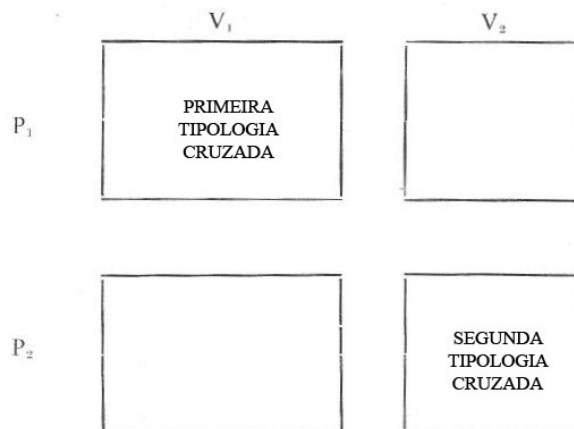 V₁ V₂
P₁
PRIMEIRA
TIPOLOGIA
CRUZADA
P₂
SEGUNDA
TIPOLOGIA
CRUZADA